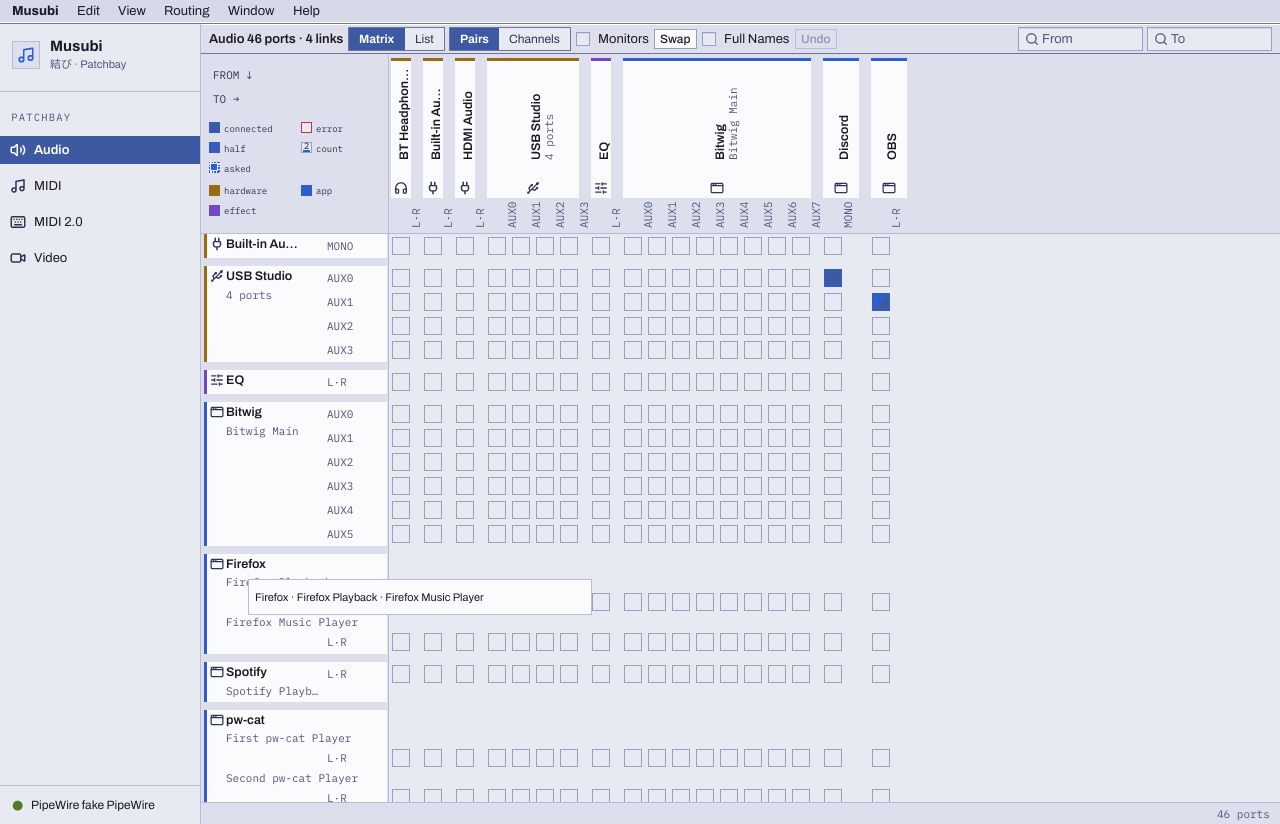 Musubi Edit View Routing Window Help
Musubi
結び · Patchbay
PATCHBAY
Audio
MIDI
MIDI 2.0
Video
PipeWire fake PipeWire
Audio 46 ports · 4 links Matrix List Pairs Channels Monitors Swap Full Names Undo From To
FROM ↓
TO →
connected error
half 2 count
asked
hardware app
effect
BT Headphon…
Built-in Au…
HDMI Audio
USB Studio
4 ports
EQ
Bitwig
Bitwig Main
Discord
OBS
L·R L·R L·R AUX0 AUX1 AUX2 AUX3 L·R AUX0 AUX1 AUX2 AUX3 AUX4 AUX5 AUX6 AUX7 MONO L·R
Built-in Au… MONO
USB Studio AUX0
4 ports
AUX1
AUX2
AUX3
EQ L·R
Bitwig AUX0
Bitwig Main
AUX1
AUX2
AUX3
AUX4
AUX5
Firefox
Firefox · Firefox Playback · Firefox Music Player
Firefox Music Player
L·R
Spotify L·R
Spotify Playb…
pw-cat
First pw-cat Player
L·R
Second pw-cat Player
L·R
46 ports